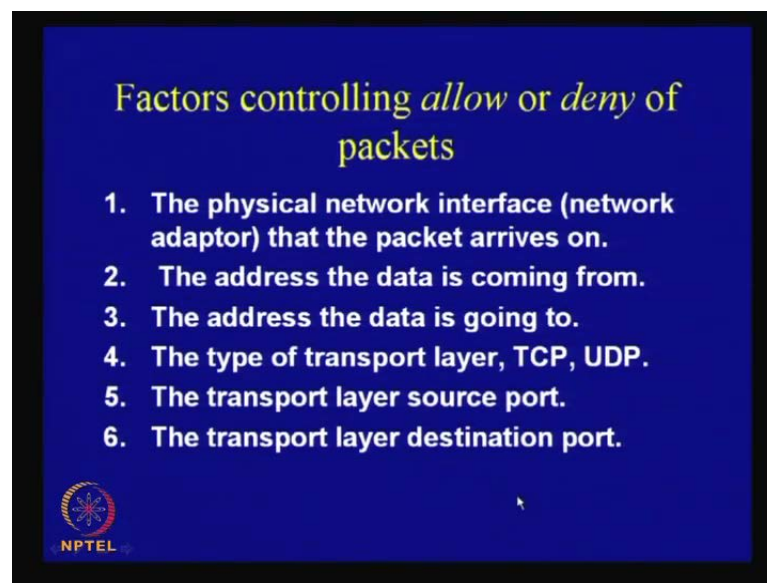 Factors controlling allow or deny of
packets
1. The physical network interface (network
adaptor) that the packet arrives on.
2. The address the data is coming from.
3. The address the data is going to.
4. The type of transport layer, TCP, UDP.
5. The transport layer source port.
6. The transport layer destination port.
NPTEL